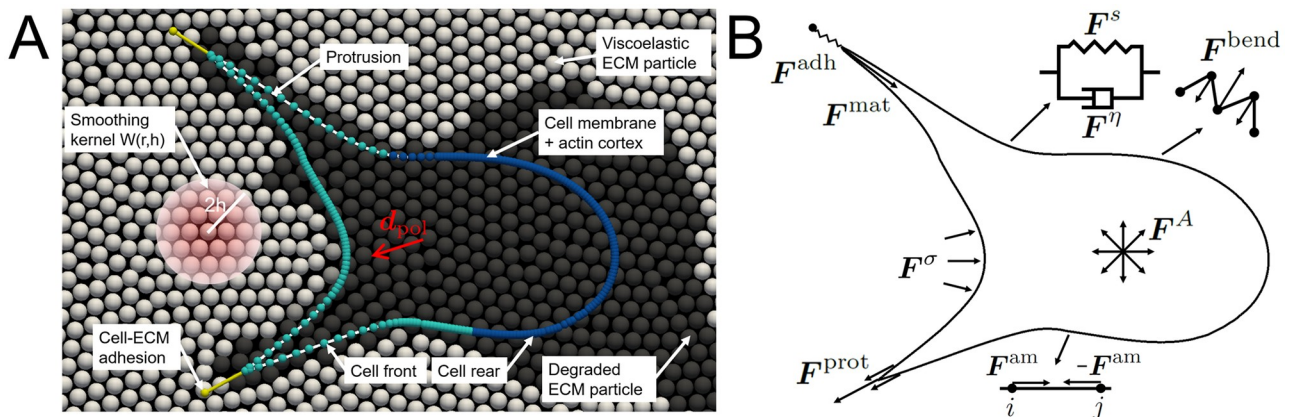 A
Protrusion
Viscoelastic
ECM particle
Smoothing
kernel W(r,h)
Cell membrane
+ actin cortex
2h
d_pol
Cell-ECM
adhesion
Cell front
Cell rear
Degraded
ECM particle
B
F^s
F^adh
F^bend
F^mat
F^η
F^A
F^σ
F^prot
F^am
-F^am
i
j